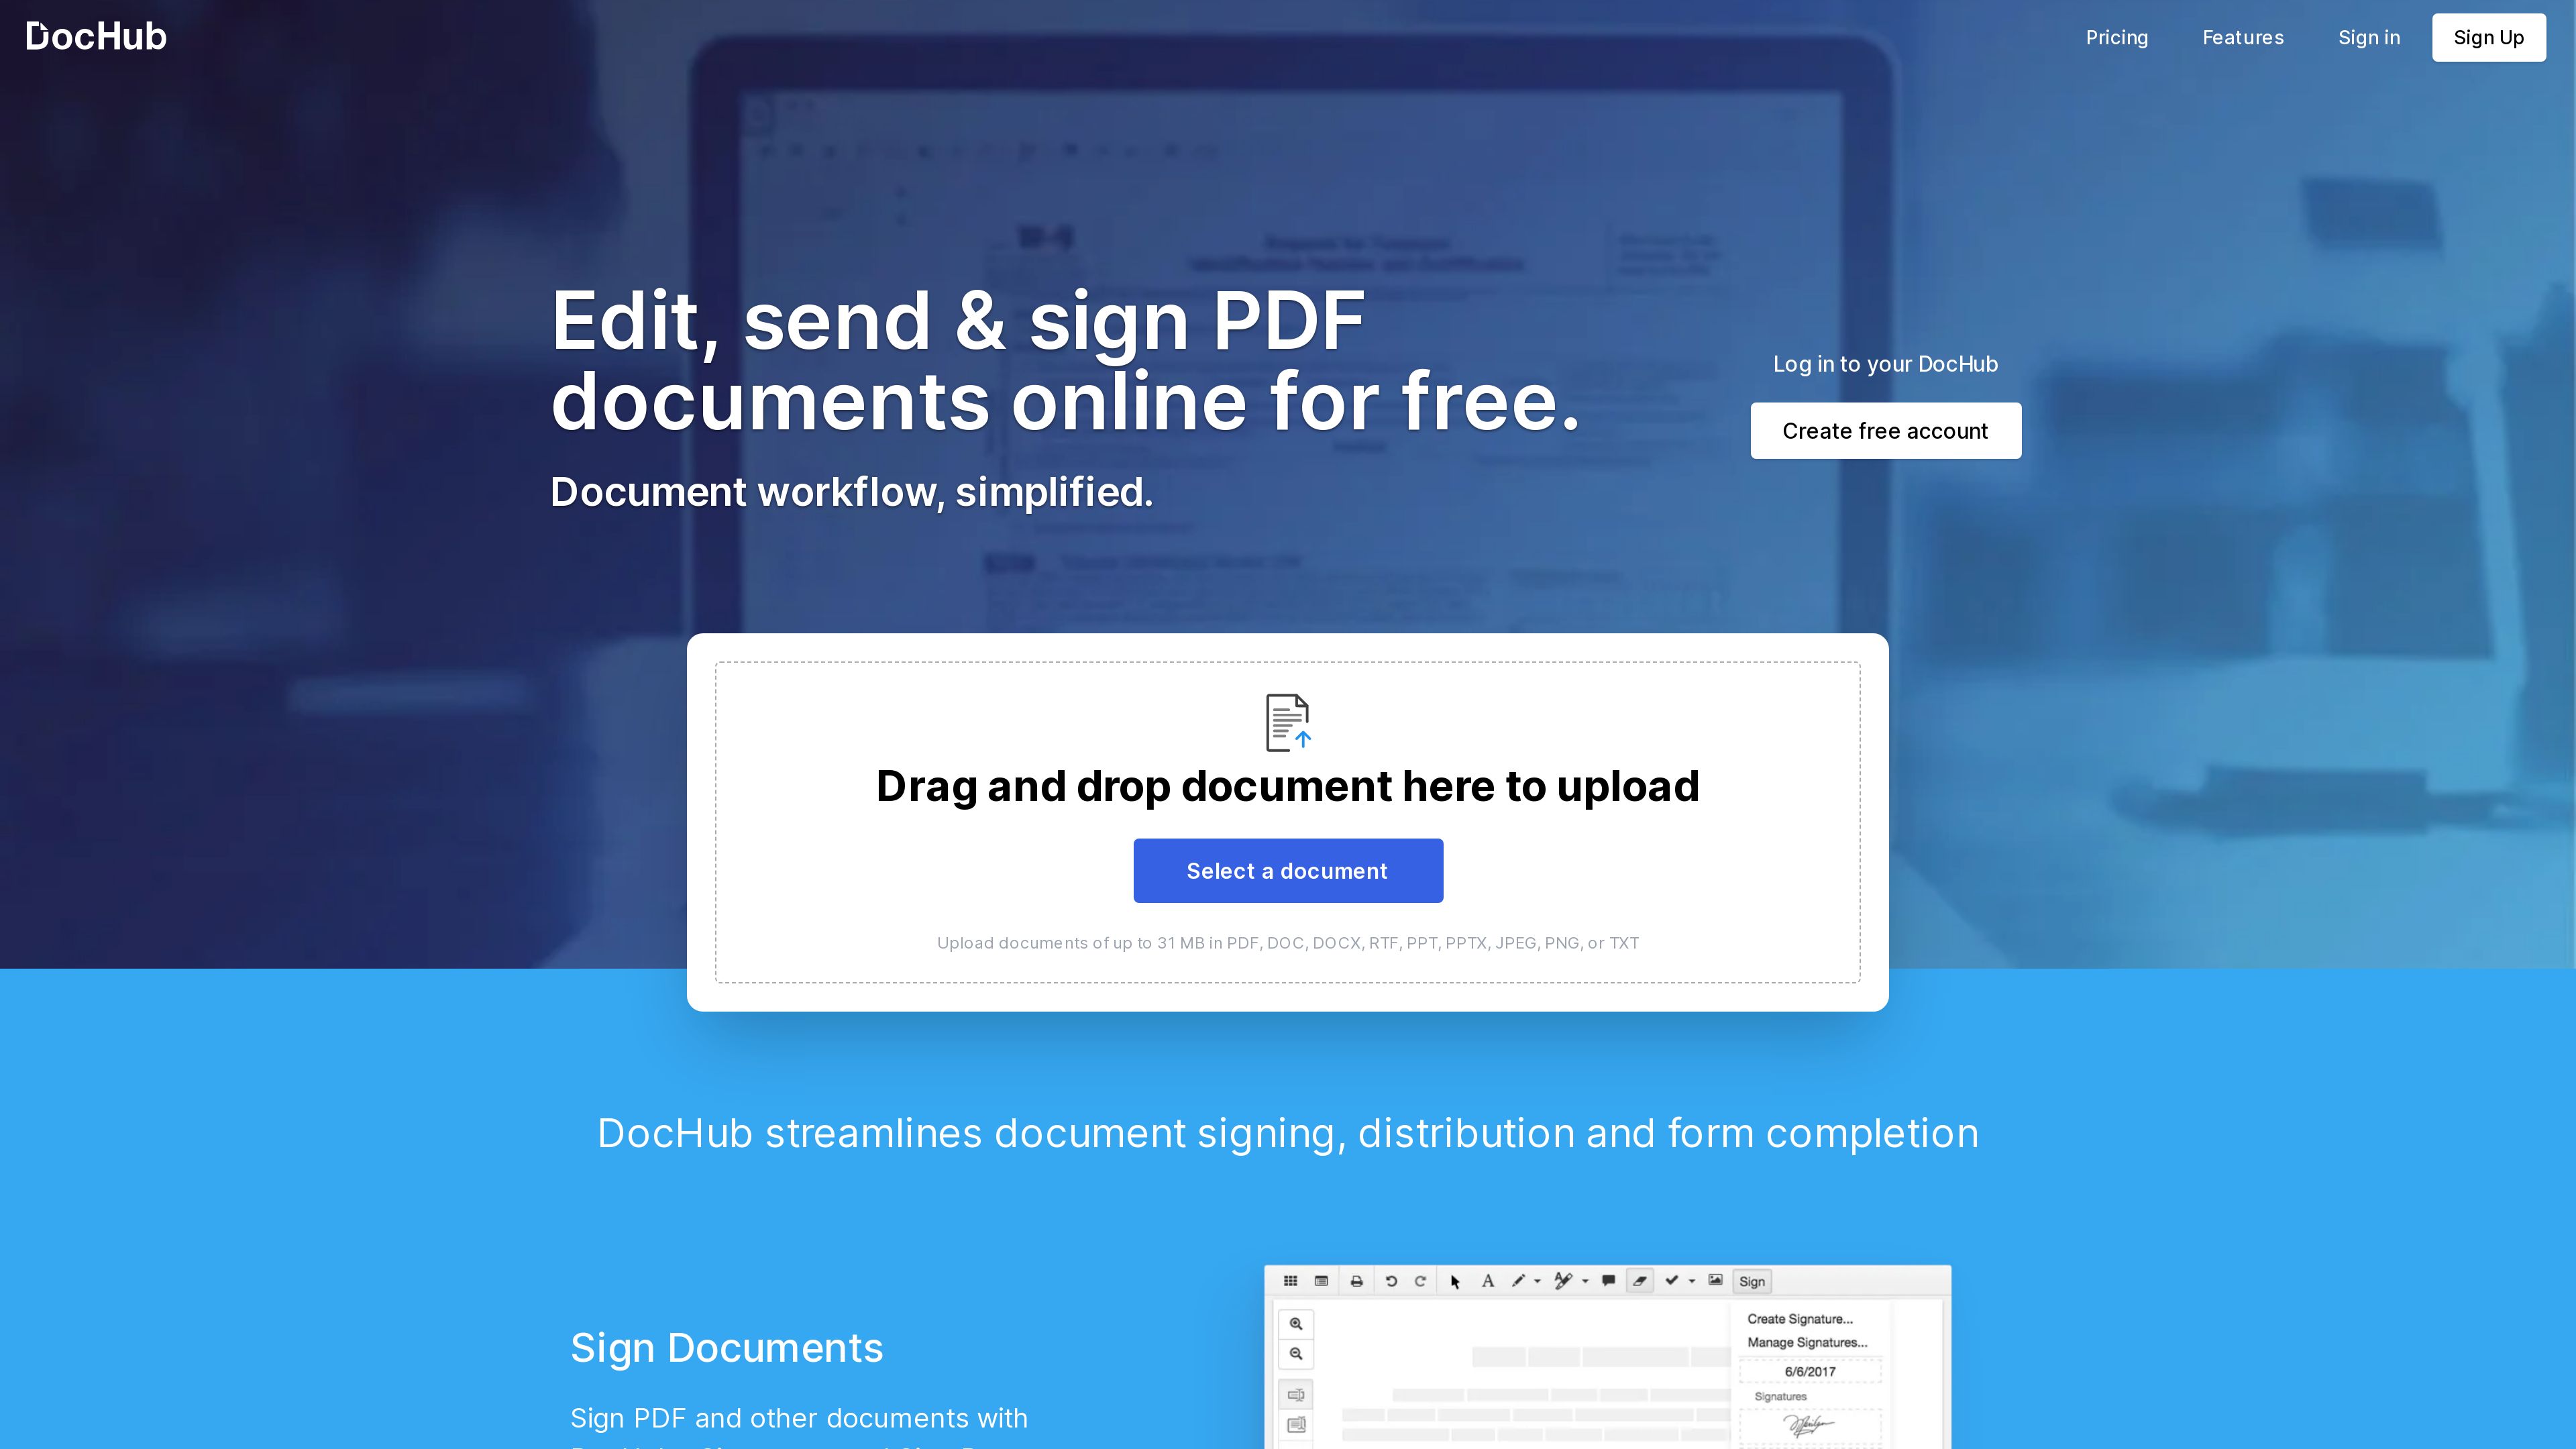 DocHub
Pricing
Features
Sign in
Sign Up
Edit, send & sign PDF
documents online for free.
Document workflow, simplified.
Log in to your DocHub
Create free account
Drag and drop document here to upload
Select a document
Upload documents of up to 31 MB in PDF, DOC, DOCX, RTF, PPT, PPTX, JPEG, PNG, or TXT
DocHub streamlines document signing, distribution and form completion
Sign Documents
Sign PDF and other documents with
Sign
Create Signature...
Manage Signatures...
6/6/2017
Signatures